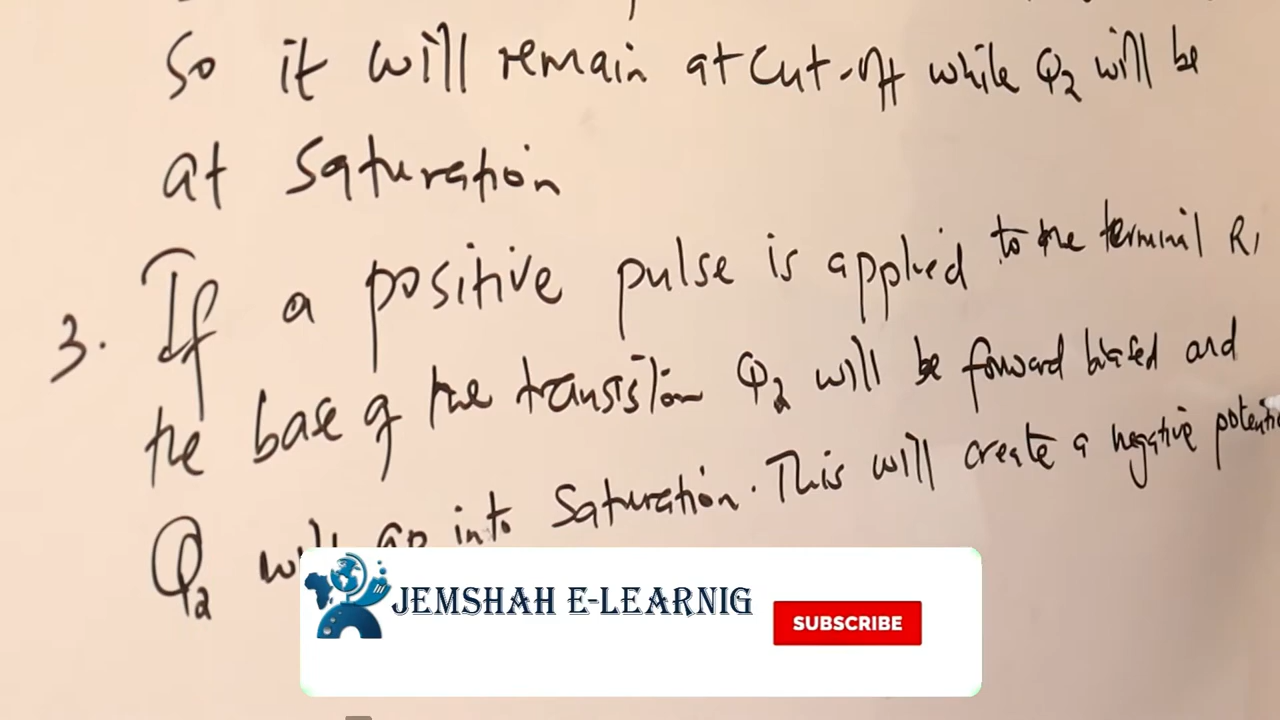 So it will remain at cut-off while Q2 will be
at saturation
3. If a positive pulse is applied to the terminal R,
the base of the transistor Q2 will be forward biased and
Q2 will go into saturation. This will create a negative
JEMSHAH E-LEARNIG
SUBSCRIBE